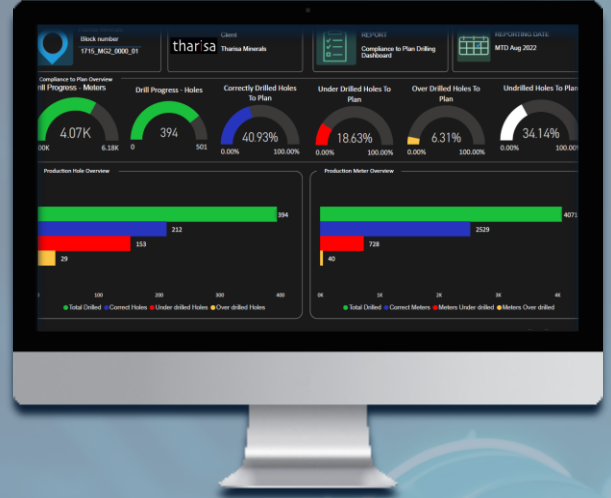 Block number
1715_MG2_0000_01
tharisa
Client
Tharisa Minerals
REPORT
Compliance to Plan Drilling
Dashboard
REPORTING DATE
MTD Aug 2022
Compliance to Plan Overview
rill Progress - Meters
4.07K
.00K
6.18K
Drill Progress - Holes
394
0
501
Correctly Drilled Holes
To Plan
40.93%
0.00%
100.00%
Under Drilled Holes To
Plan
18.63%
0.00%
100.00%
Over Drilled Holes To
Plan
6.31%
0.00%
100.00%
Undrilled Holes To Plan
34.14%
0.00%
100.00%
Production Hole Overview
394
212
153
29
0
100
200
300
400
Total Drilled
Correct Holes
Under drilled Holes
Over drilled Holes
Production Meter Overview
4071
2529
728
40
0K
1K
2K
3K
4K
Total Drilled
Correct Meters
Meters Under drilled
Meters Over drilled